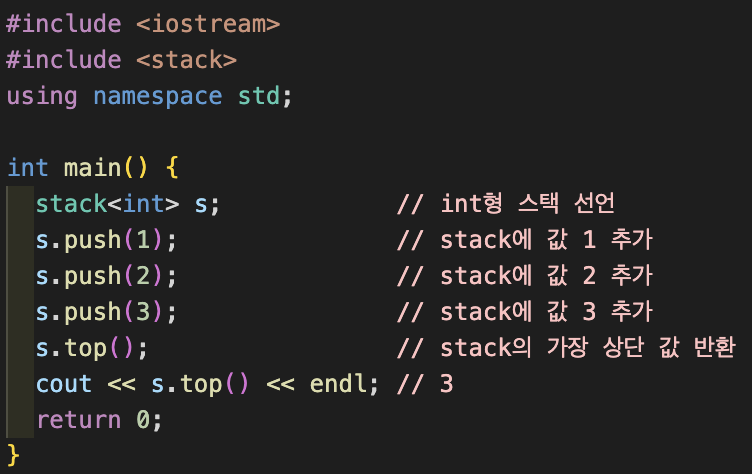 #include <iostream>
#include <stack>
using namespace std;
int main() {
stack<int> s; // int형 스택 선언
s.push(1); // stack에 값 1 추가
s.push(2); // stack에 값 2 추가
s.push(3); // stack에 값 3 추가
s.top(); // stack의 가장 상단 값 반환
cout << s.top() << endl; // 3
return 0;
}